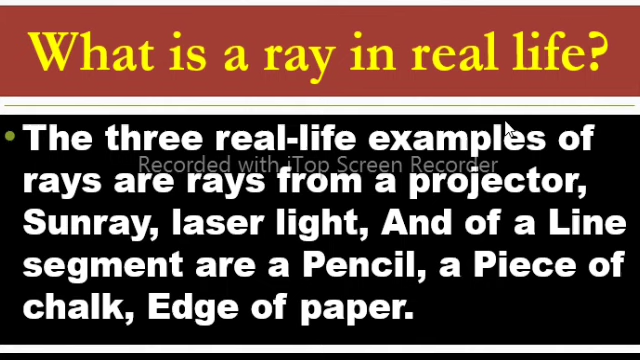 What is a ray in real life?
• The three real-life examples of
Recorded with iTop Screen Recorder
rays are rays from a projector,
Sunray, laser light, And of a Line
segment are a Pencil, a Piece of
chalk, Edge of paper.